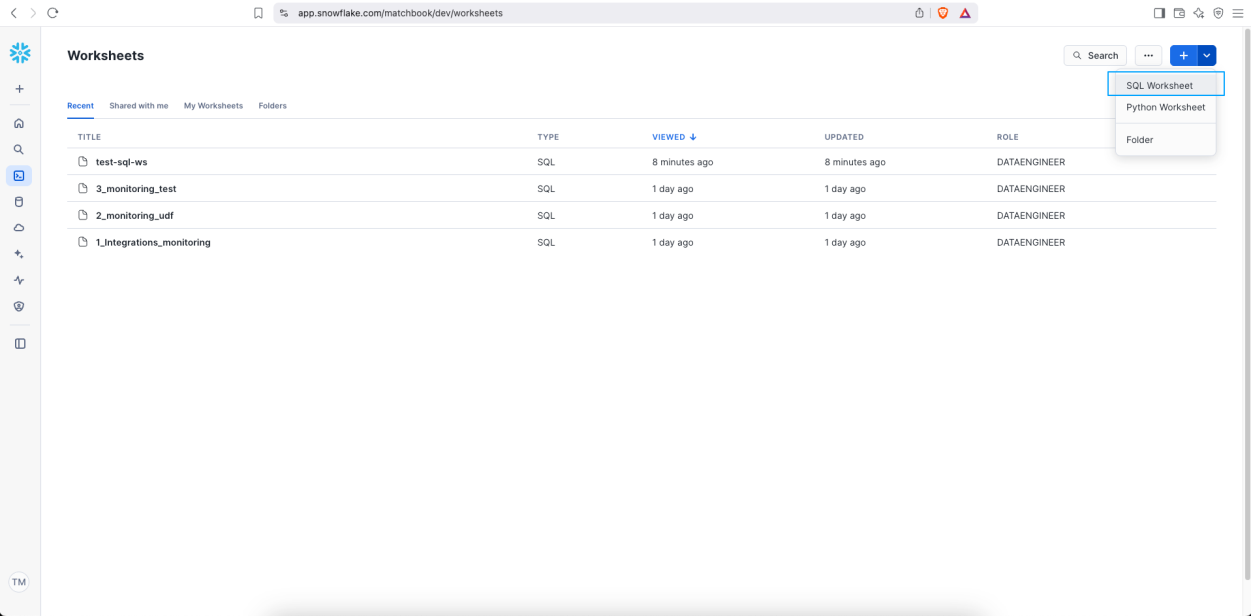 app.snowflake.com/matchbook/dev/worksheets
Worksheets
Search
SQL Worksheet
Python Worksheet
Folder
Recent Shared with me My Worksheets Folders
TITLE TYPE VIEWED UPDATED ROLE
test-sql-ws SQL 8 minutes ago 8 minutes ago DATAENGINEER
3_monitoring_test SQL 1 day ago 1 day ago DATAENGINEER
2_monitoring_udf SQL 1 day ago 1 day ago DATAENGINEER
1_Integrations_monitoring SQL 1 day ago 1 day ago DATAENGINEER
TM